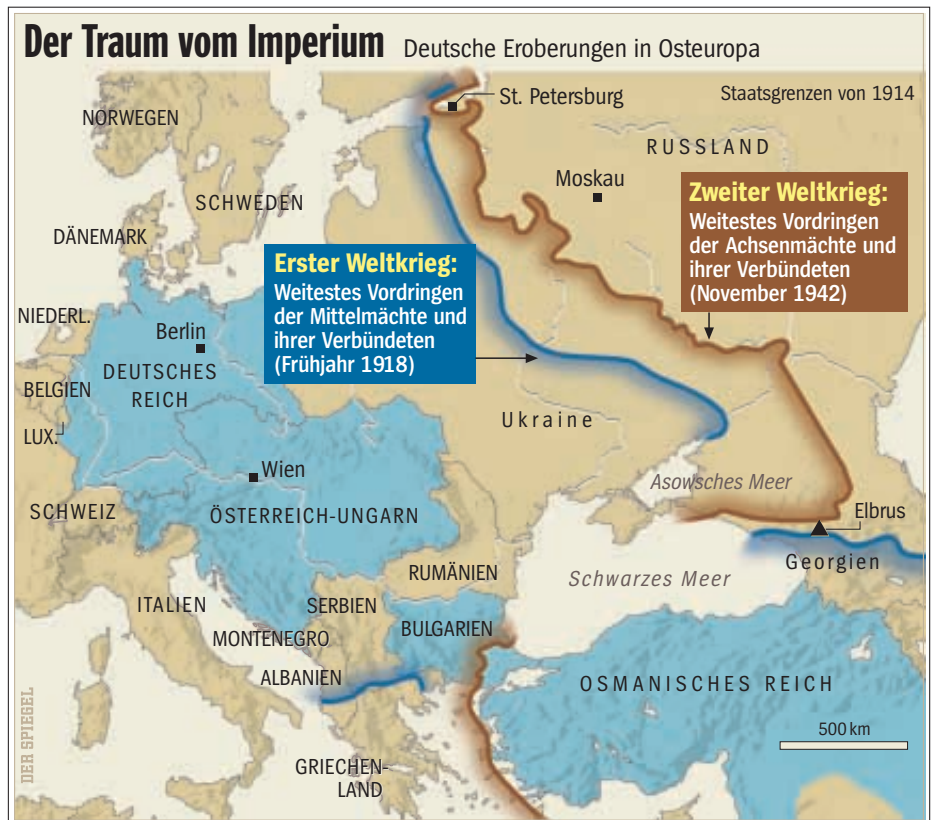 Der Traum vom Imperium Deutsche Eroberungen in Osteuropa
St. Petersburg
Staatsgrenzen von 1914
NORWEGEN
RUSSLAND
Moskau
SCHWEDEN
Zweiter Weltkrieg:
Weitestes Vordringen
der Achsenmächte und
ihrer Verbündeten
(November 1942)
DÄNEMARK
Erster Weltkrieg:
Weitestes Vordringen
der Mittelmächte und
ihrer Verbündeten
(Frühjahr 1918)
NIEDERL.
Berlin
DEUTSCHES
REICH
BELGIEN
Ukraine
LUX.
Wien
Asowsches Meer
SCHWEIZ
ÖSTERREICH-UNGARN
Elbrus
Georgien
RUMÄNIEN
Schwarzes Meer
ITALIEN
SERBIEN
MONTENEGRO
BULGARIEN
ALBANIEN
OSMANISCHES REICH
500 km
GRIECHEN-
LAND
DER SPIEGEL